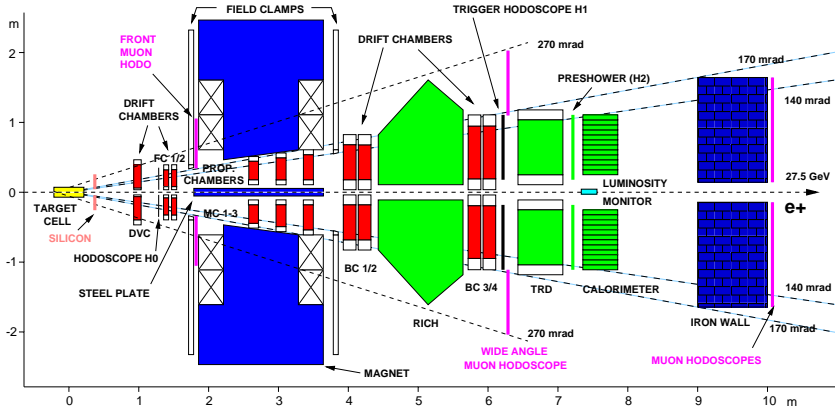 FIELD CLAMPS
TRIGGER HODOSCOPE H1
m
FRONT
MUON
HODO
DRIFT CHAMBERS
270 mrad
170 mrad
2
PRESHOWER (H2)
DRIFT
CHAMBERS
140 mrad
1
FC 1/2
PROP.
CHAMBERS
27.5 GeV
0
LUMINOSITY
MONITOR
e+
TARGET
CELL
SILICON
DVC
MC 1-3
HODOSCOPE H0
STEEL PLATE
-1
BC 1/2
BC 3/4
TRD
CALORIMETER
140 mrad
RICH
IRON WALL
170 mrad
-2
270 mrad
WIDE ANGLE
MUON HODOSCOPE
MUON HODOSCOPES
MAGNET
m
0 1 2 3 4 5 6 7 8 9 10 m